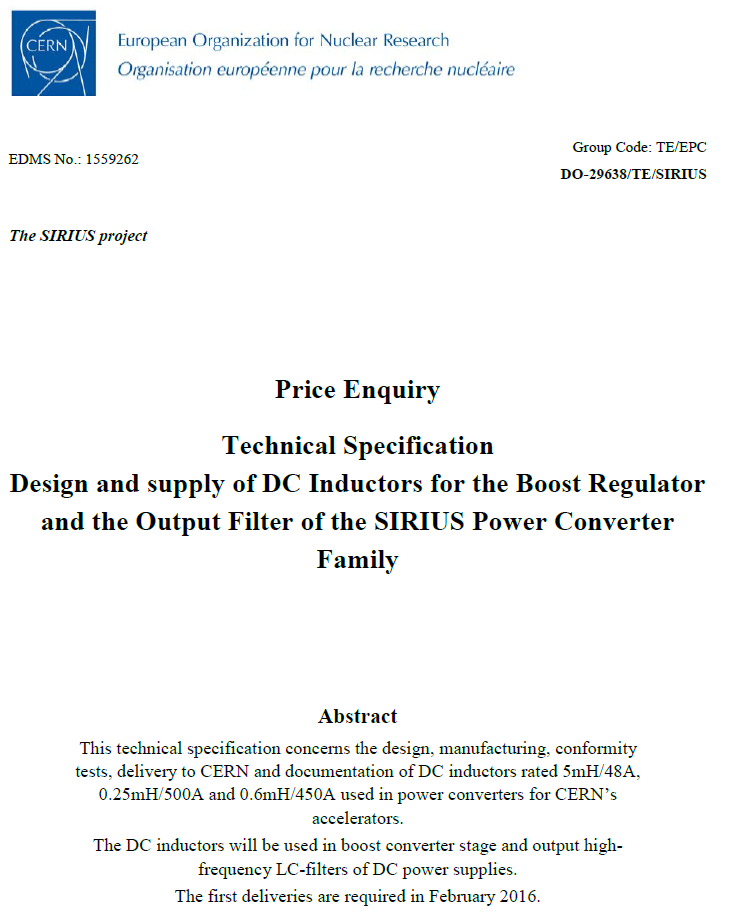 CERN
European Organization for Nuclear Research
Organisation européenne pour la recherche nucléaire
Group Code: TE/EPC
EDMS No.: 1559262
DO-29638/TE/SIRIUS
The SIRIUS project
Price Enquiry
Technical Specification
Design and supply of DC Inductors for the Boost Regulator
and the Output Filter of the SIRIUS Power Converter
Family
Abstract
This technical specification concerns the design, manufacturing, conformity
tests, delivery to CERN and documentation of DC inductors rated 5mH/48A,
0.25mH/500A and 0.6mH/450A used in power converters for CERN’s
accelerators.
The DC inductors will be used in boost converter stage and output high-
frequency LC-filters of DC power supplies.
The first deliveries are required in February 2016.